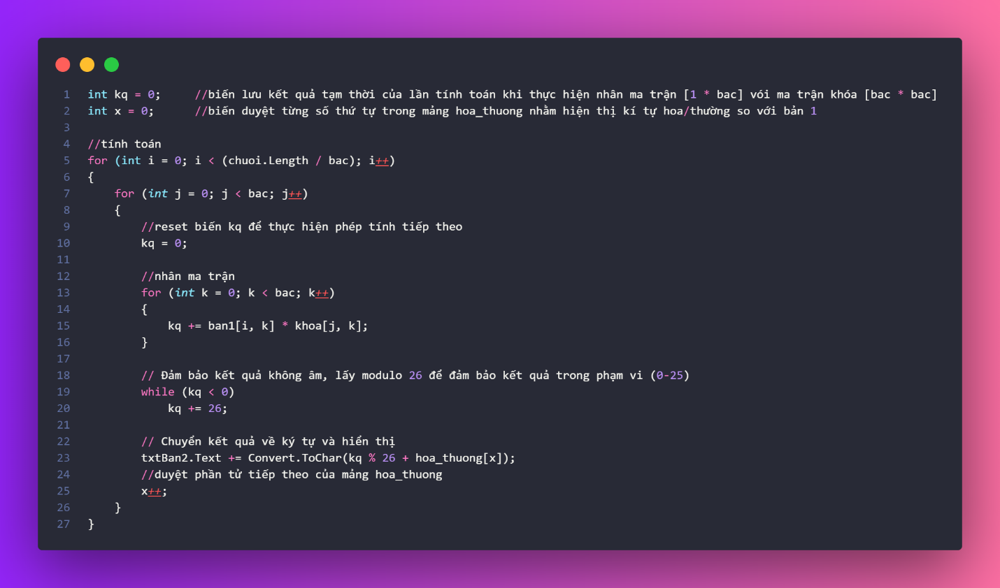 1 int kq = 0;     //biến lưu kết quả tạm thời của lần tính toán khi thực hiện nhân ma trận [1 * bac] vói ma trận khóa [bac * bac]
2 int x = 0;      //biến duyệt từng số thứ tự trong mảng hoa_thuong nhằm hiện thị kí tự hoa/thường so với bản 1
3
4 //tính toán
5 for (int i = 0; i < (chuoi.Length / bac); i++)
6 {
7     for (int j = 0; j < bac; j++)
8     {
9         //reset biến kq để thực hiện phép tính tiếp theo
10         kq = 0;
11
12         //nhân ma trận
13         for (int k = 0; k < bac; k++)
14         {
15             kq += ban1[i, k] * khoa[j, k];
16         }
17
18         // Đảm bảo kết quả không âm, lấy modulo 26 để đảm bảo kết quả trong phạm vi (0-25)
19         while (kq < 0)
20             kq += 26;
21
22         // Chuyển kết quả về ký tự và hiển thị
23         txtBan2.Text += Convert.ToChar(kq % 26 + hoa_thuong[x]);
24         //duyệt phần tử tiếp theo của mảng hoa_thuong
25         x++;
26     }
27 }